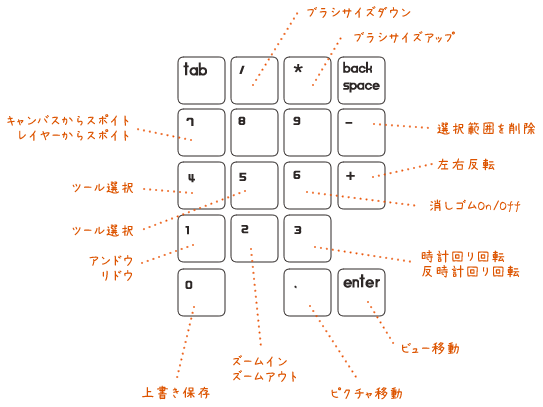 ブラシサイズダウン
ブラシサイズアップ
tab
/
*
back
space
キャンバスからスポイト
レイヤーからスポイト
7
8
9
-
選択範囲を削除
ツール選択
4
5
6
+
左右反転
消しゴムOn/Off
ツール選択
アンドウ
リドウ
1
2
3
時計回り回転
反時計回り回転
0
.
enter
ズームイン
ズームアウト
ビュー移動
上書き保存
ピクチャ移動